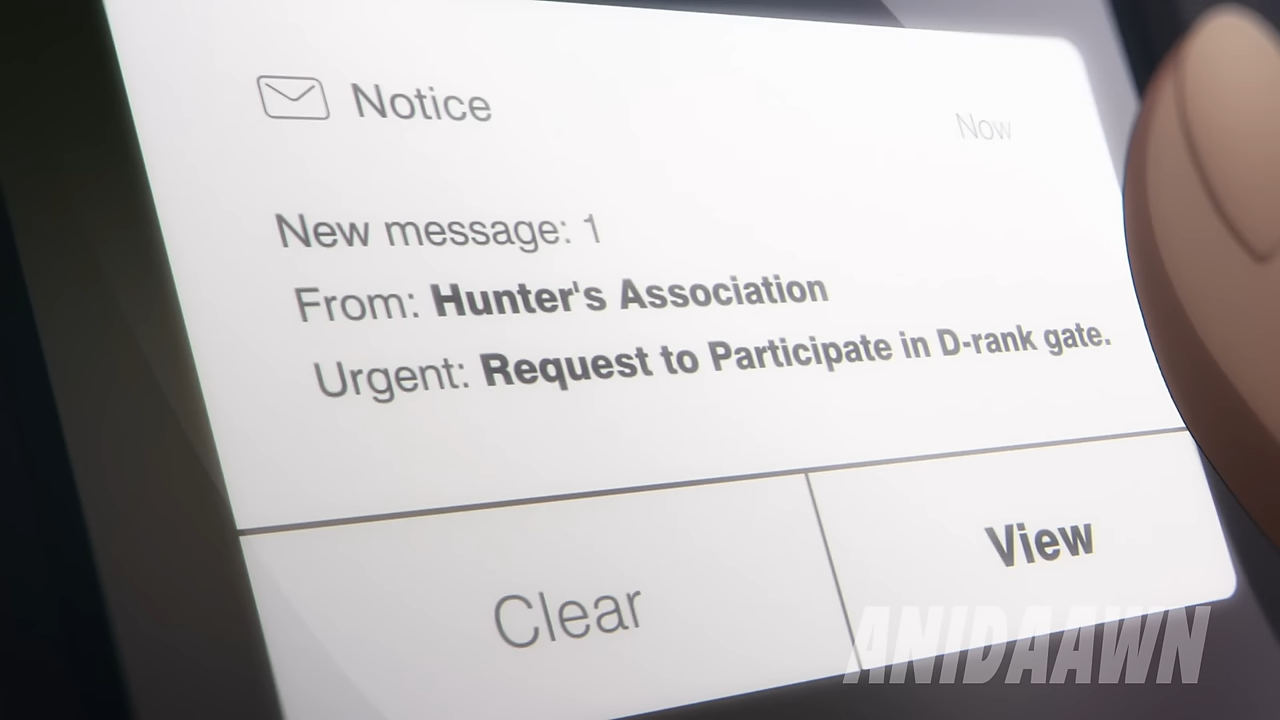 Notice
Now
New message: 1
From: Hunter's Association
Urgent: Request to Participate in D-rank gate.
Clear
View
ANIDAAWN